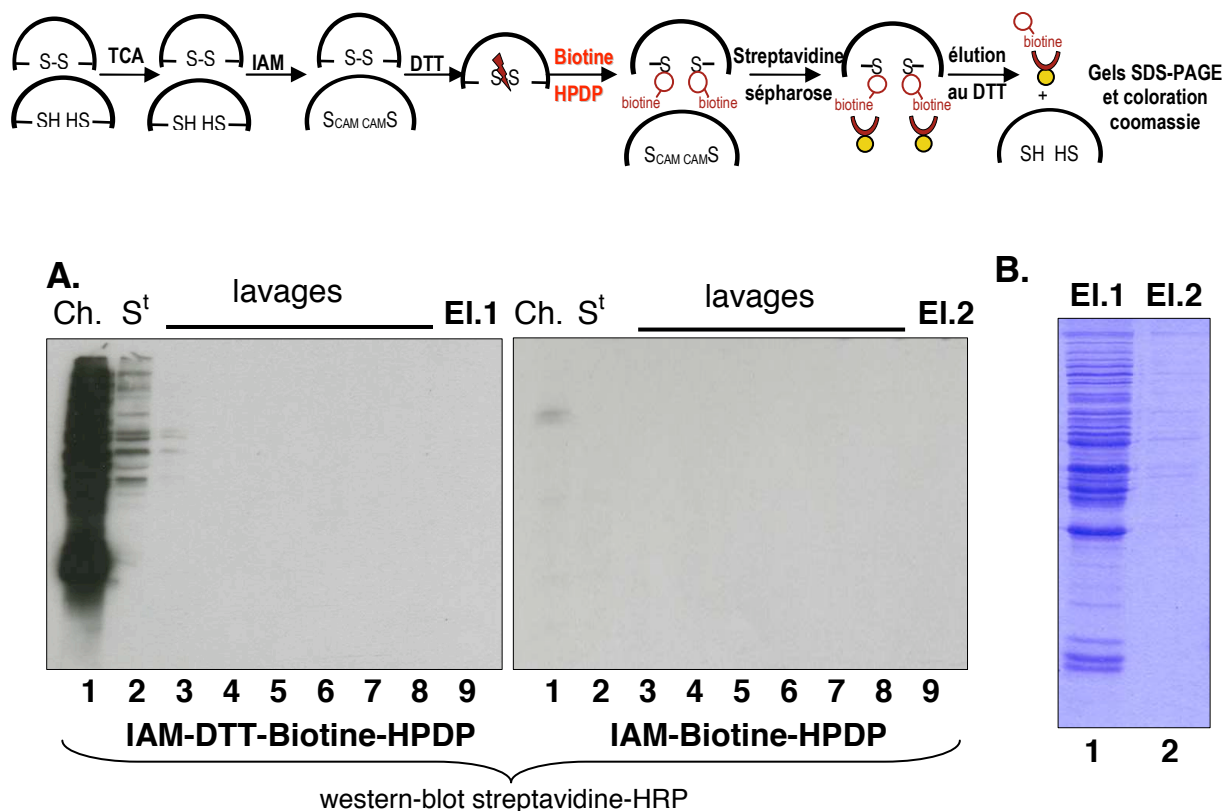 S-S
SH HS
TCA
S-S
SH HS
IAM
S-S
SCAM CAMS
DTT
S S
Biotine
HPDP
S S
biotine biotine
SCAM CAMS
Streptavidine
sépharose
S S
biotine biotine
élution
au DTT
biotine
+
SH HS
Gels SDS-PAGE
et coloration
coomassie
A.
Ch. St lavages El.1
Ch. St lavages El.2
1 2 3 4 5 6 7 8 9
1 2 3 4 5 6 7 8 9
IAM-DTT-Biotine-HPDP
IAM-Biotine-HPDP
western-blot streptavidine-HRP
B.
El.1 El.2
1 2